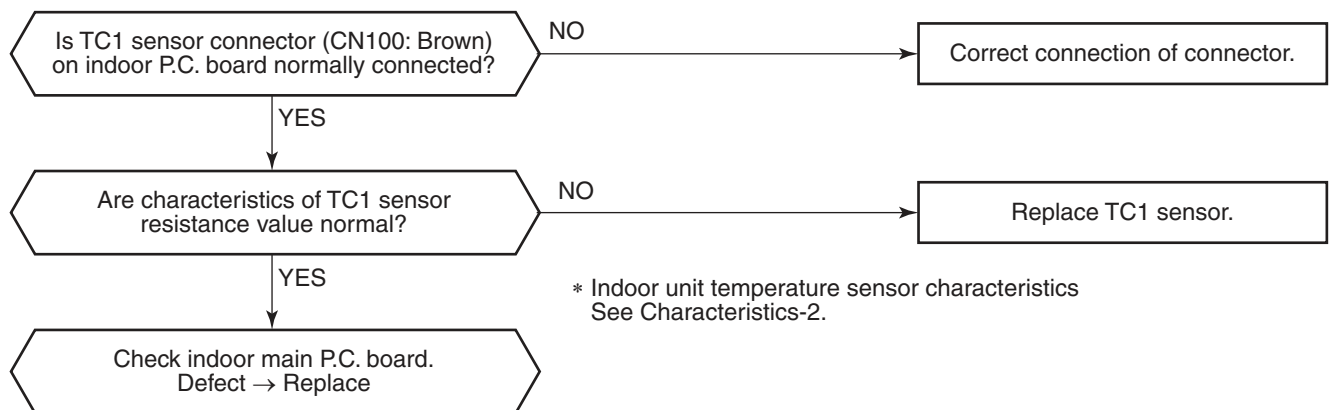 Is TC1 sensor connector (CN100: Brown)
on indoor P.C. board normally connected?
NO
Correct connection of connector.
YES
Are characteristics of TC1 sensor
resistance value normal?
NO
Replace TC1 sensor.
YES
* Indoor unit temperature sensor characteristics
See Characteristics-2.
Check indoor main P.C. board.
Defect → Replace